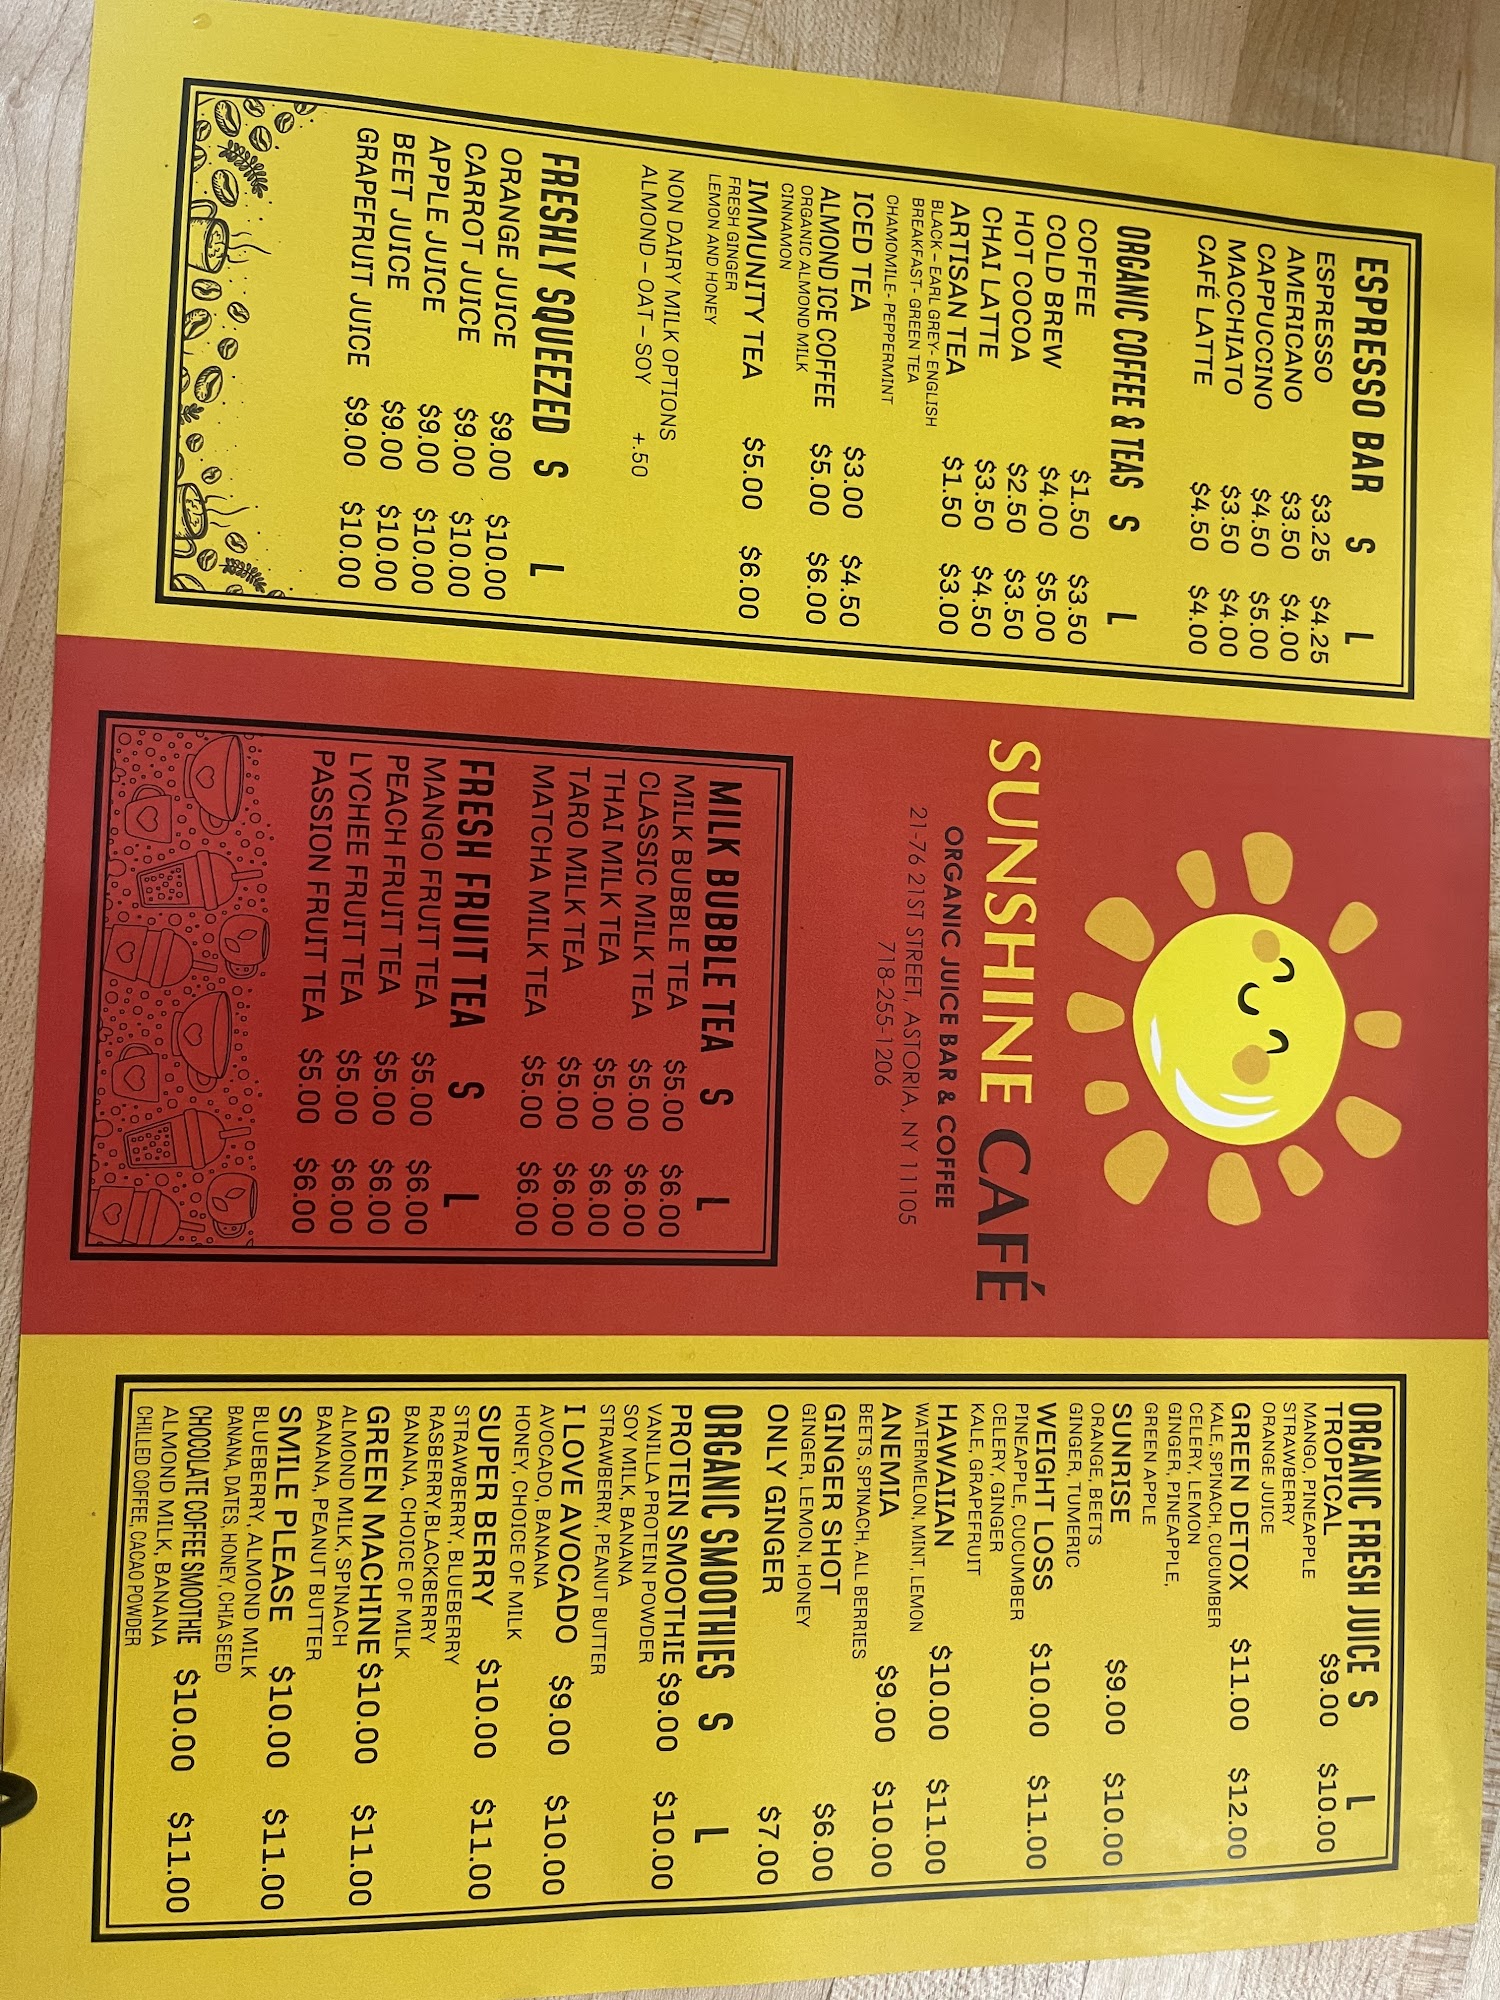 ESPRESSO BAR S L
ESPRESSO $3.25 $4.25
AMERICANO $3.50 $4.00
CAPPUCCINO $4.50 $5.00
MACCHIATO $3.50 $4.00
CAFÉ LATTE $4.50 $4.00
ORGANIC COFFEE & TEAS S L
COFFEE $1.50 $3.50
COLD BREW $4.00 $5.00
HOT COCOA $2.50 $3.50
CHAI LATTE $3.50 $4.50
ARTISAN TEA $1.50 $3.00
BLACK – EARL GREY- ENGLISH
BREAKFAST- GREEN TEA
CHAMOMILE- PEPPERMINT
ICED TEA $3.00 $4.50
ALMOND ICE COFFEE $5.00 $6.00
ORGANIC ALMOND MILK
CINNAMON
IMMUNITY TEA $5.00 $6.00
FRESH GINGER
LEMON AND HONEY
NON DAIRY MILK OPTIONS
ALMOND – OAT – SOY +.50
FRESHLY SQUEEZED S L
ORANGE JUICE $9.00 $10.00
CARROT JUICE $9.00 $10.00
APPLE JUICE $9.00 $10.00
BEET JUICE $9.00 $10.00
GRAPEFRUIT JUICE $9.00 $10.00
SUNSHINE CAFÉ
ORGANIC JUICE BAR & COFFEE
21-76 21ST STREET, ASTORIA, NY 11105
718-255-1206
MILK BUBBLE TEA S L
MILK BUBBLE TEA $5.00 $6.00
CLASSIC MILK TEA $5.00 $6.00
THAI MILK TEA $5.00 $6.00
TARO MILK TEA $5.00 $6.00
MATCHA MILK TEA $5.00 $6.00
FRESH FRUIT TEA S L
MANGO FRUIT TEA $5.00 $6.00
PEACH FRUIT TEA $5.00 $6.00
LYCHEE FRUIT TEA $5.00 $6.00
PASSION FRUIT TEA $5.00 $6.00
ORGANIC FRESH JUICE S L
TROPICAL $9.00 $10.00
MANGO, PINEAPPLE
STRAWBERRY
ORANGE JUICE
GREEN DETOX $11.00 $12.00
KALE, SPINACH, CUCUMBER
CELERY, LEMON
GINGER, PINEAPPLE,
GREEN APPLE
SUNRISE $9.00 $10.00
ORANGE, BEETS
GINGER, TUMERIC
WEIGHT LOSS $10.00 $11.00
PINEAPPLE, CUCUMBER
CELERY, GINGER
KALE, GRAPEFRUIT
HAWAIIAN $10.00 $11.00
WATERMELON, MINT, LEMON
ANEMIA $9.00 $10.00
BEETS, SPINACH, ALL BERRIES
GINGER SHOT $6.00
GINGER, LEMON, HONEY
ONLY GINGER $7.00
ORGANIC SMOOTHIES S L
PROTEIN SMOOTHIE $9.00 $10.00
VANILLA PROTEIN POWDER
SOY MILK, BANANA
STRAWBERRY, PEANUT BUTTER
I LOVE AVOCADO $9.00 $10.00
AVOCADO, BANANA
HONEY, CHOICE OF MILK
SUPER BERRY $10.00 $11.00
STRAWBERRY, BLUEBERRY
RASBERRY,BLACKBERRY
BANANA, CHOICE OF MILK
GREEN MACHINE $10.00 $11.00
ALMOND MILK, SPINACH
BANANA, PEANUT BUTTER
SMILE PLEASE $10.00 $11.00
BLUEBERRY, ALMOND MILK
BANANA, DATES, HONEY, CHIA SEED
CHOCOLATE COFFEE SMOOTHIE $10.00 $11.00
ALMOND MILK, BANANA
CHILLED COFFEE, CACAO POWDER